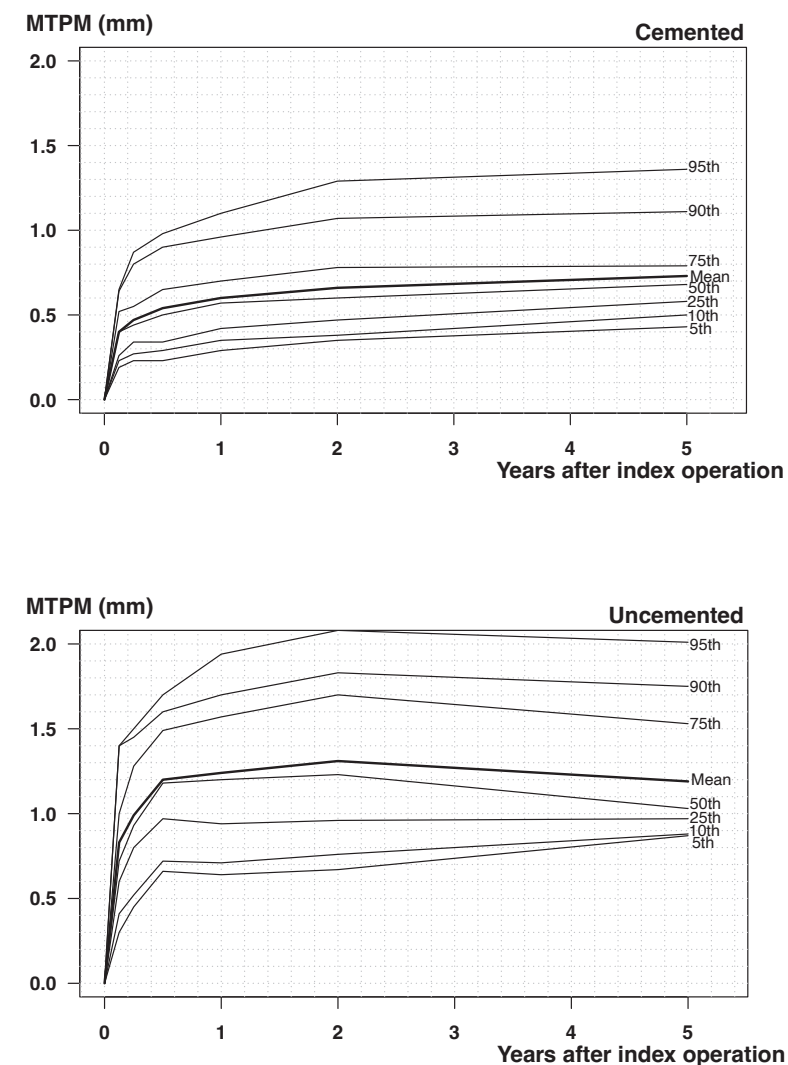 MTPM (mm)
Cemented
2.0
1.5
1.0
0.5
0.0
95th
90th
75th
Mean
50th
25th
10th
5th
0 1 2 3 4 5
Years after index operation
MTPM (mm)
Uncemented
2.0
1.5
1.0
0.5
0.0
95th
90th
75th
Mean
50th
25th
10th
5th
0 1 2 3 4 5
Years after index operation